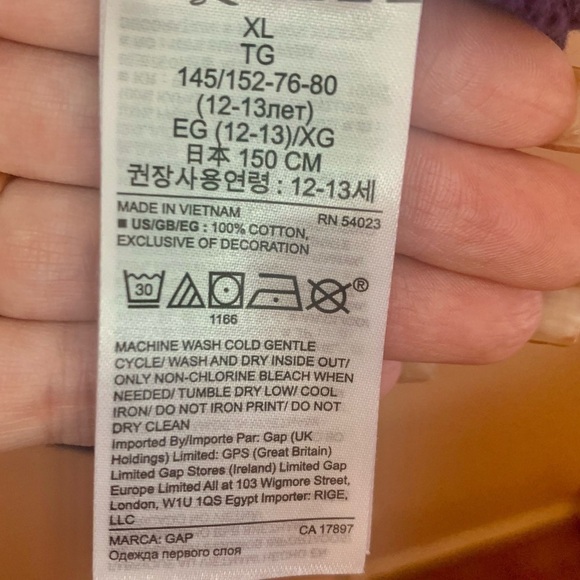 XL
TG
145/152-76-80
(12-13лет)
EG (12-13)/XG
日本 150 CM
권장사용연령 : 12-13세
MADE IN VIETNAM RN 54023
■ US/GB/EG : 100% COTTON,
EXCLUSIVE OF DECORATION
30 ®
1166
MACHINE WASH COLD GENTLE
CYCLE/ WASH AND DRY INSIDE OUT/
ONLY NON-CHLORINE BLEACH WHEN
NEEDED/ TUMBLE DRY LOW/ COOL
IRON/ DO NOT IRON PRINT/ DO NOT
DRY CLEAN
Imported By/Importe Par: Gap (UK
Holdings) Limited: GPS (Great Britain)
Limited Gap Stores (Ireland) Limited Gap
Europe Limited All at 103 Wigmore Street,
London, W1U 1QS Egypt Importer: RIGE,
LLC
MARCA: GAP CA 17897
Одежда первого слоя